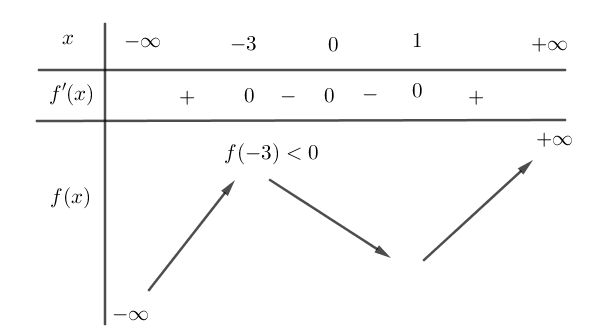 x −∞ −3 0 1 +∞
f′(x) + 0 − 0 − 0 +
+∞
f(−3) < 0
f(x)
−∞